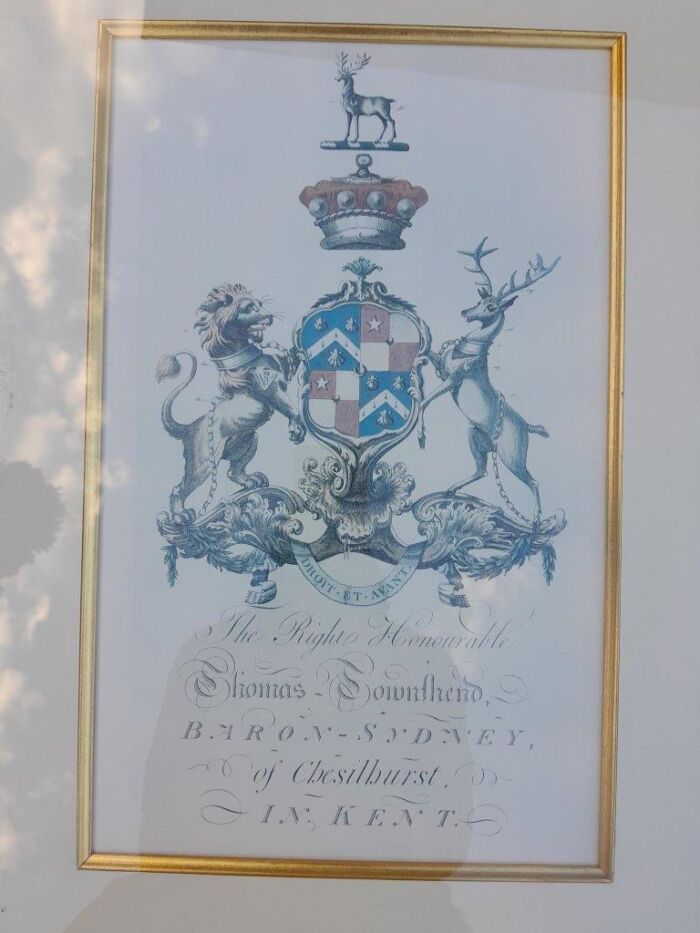 DROIT·ET·AVANT
The Right Honourable
Thomas-Townshend,
BARON-SYDNEY,
of Chesilhurst,
IN, KENT.